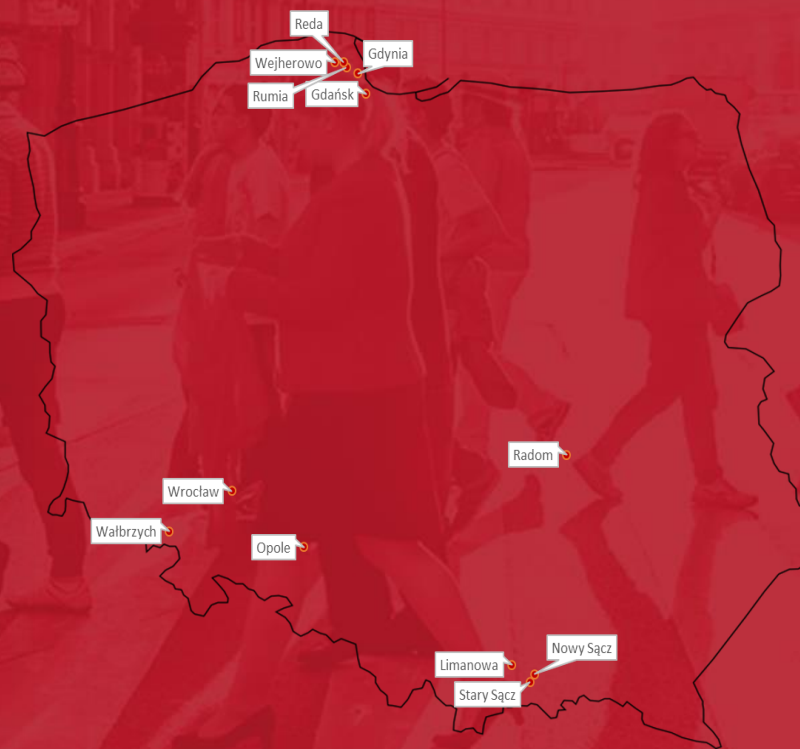 Reda
Gdynia
Wejherowo
Rumia
Gdańsk
Radom
Wrocław
Wałbrzych
Opole
Nowy Sącz
Limanowa
Stary Sącz